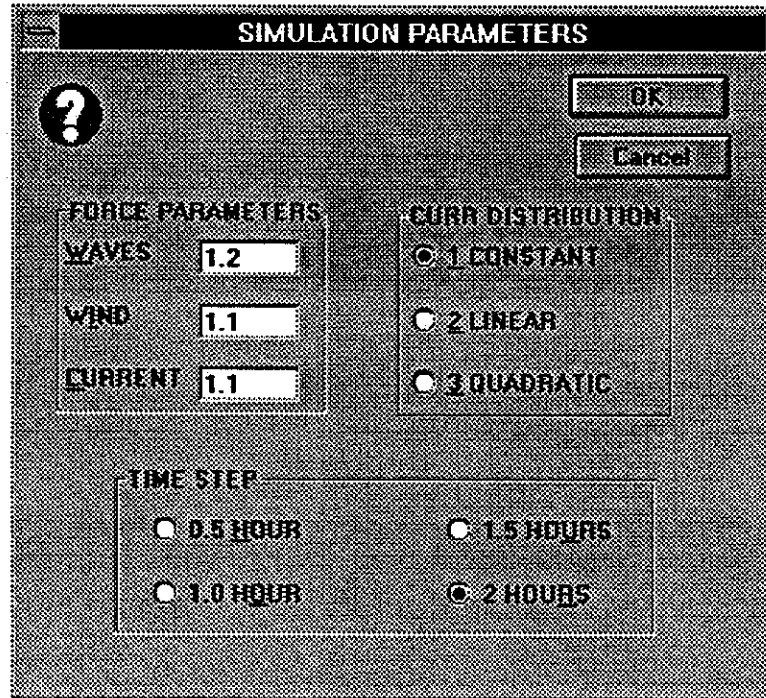 SIMULATION PARAMETERS
?
OK
Cancel
FORCE PARAMETERS
WAVES 1.2
WIND 1.1
CURRENT 1.1
CURR DISTRIBUTION
1 CONSTANT
2 LINEAR
3 QUADRATIC
TIME STEP
0.5 HOUR
1.5 HOURS
1.0 HOUR
2 HOURS